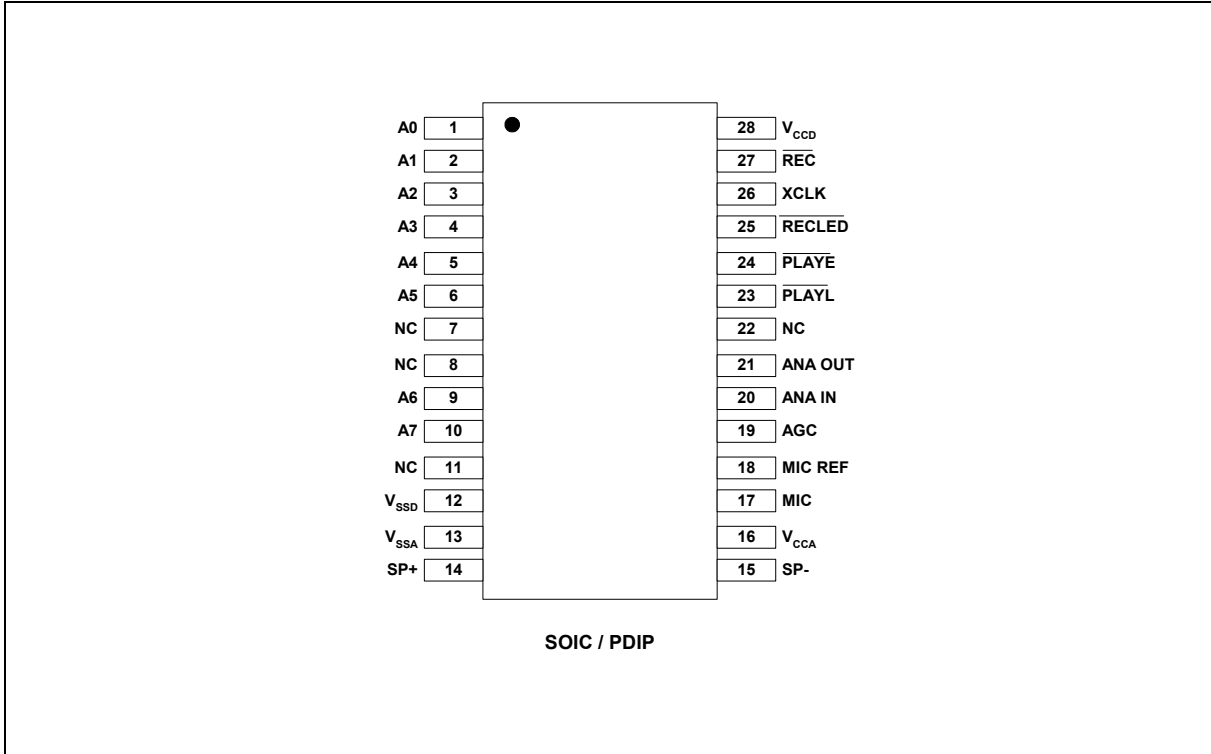 A0 1 28 VCCD
A1 2 27 REC
A2 3 26 XCLK
A3 4 25 RECLED
A4 5 24 PLAYE
A5 6 23 PLAYL
NC 7 22 NC
NC 8 21 ANA OUT
A6 9 20 ANA IN
A7 10 19 AGC
NC 11 18 MIC REF
VSSD 12 17 MIC
VSSA 13 16 VCCA
SP+ 14 15 SP-
SOIC / PDIP